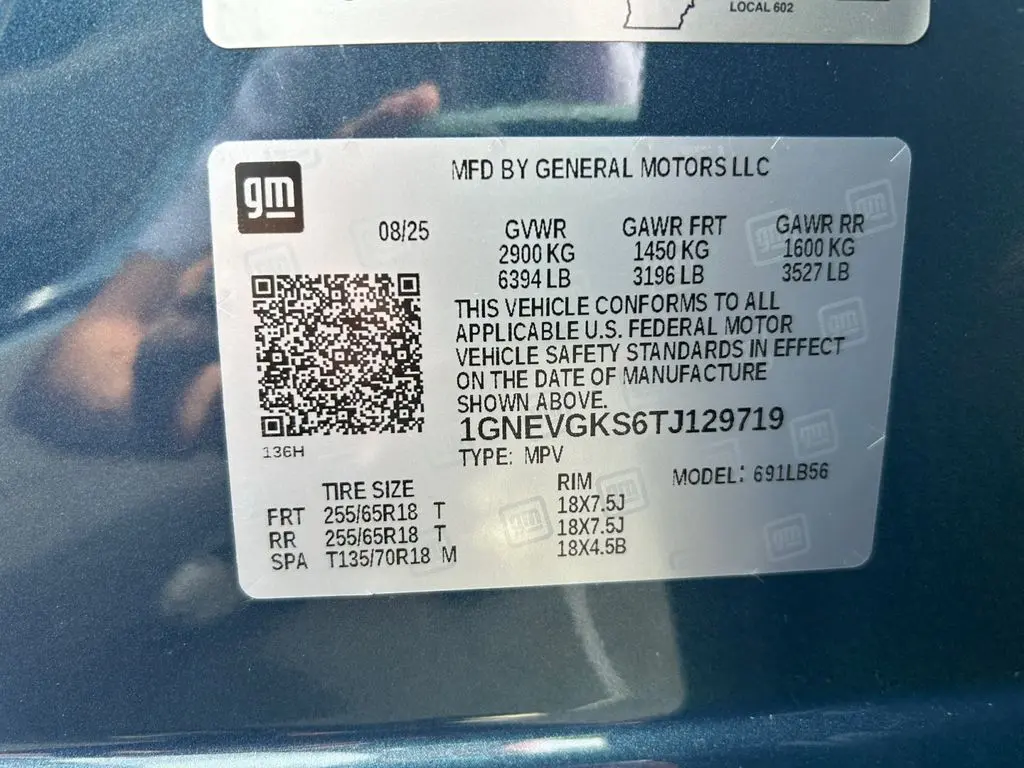 LOCAL 602
gm
MFD BY GENERAL MOTORS LLC
08/25
GVWR GAWR FRT GAWR RR
2900 KG 1450 KG 1600 KG
6394 LB 3196 LB 3527 LB
THIS VEHICLE CONFORMS TO ALL
APPLICABLE U.S. FEDERAL MOTOR
VEHICLE SAFETY STANDARDS IN EFFECT
ON THE DATE OF MANUFACTURE
SHOWN ABOVE.
1GNEVGKS6TJ129719
136H
TYPE: MPV
MODEL: 691LB56
TIRE SIZE RIM
FRT 255/65R18 T 18X7.5J
RR 255/65R18 T 18X7.5J
SPA T135/70R18 M 18X4.5B